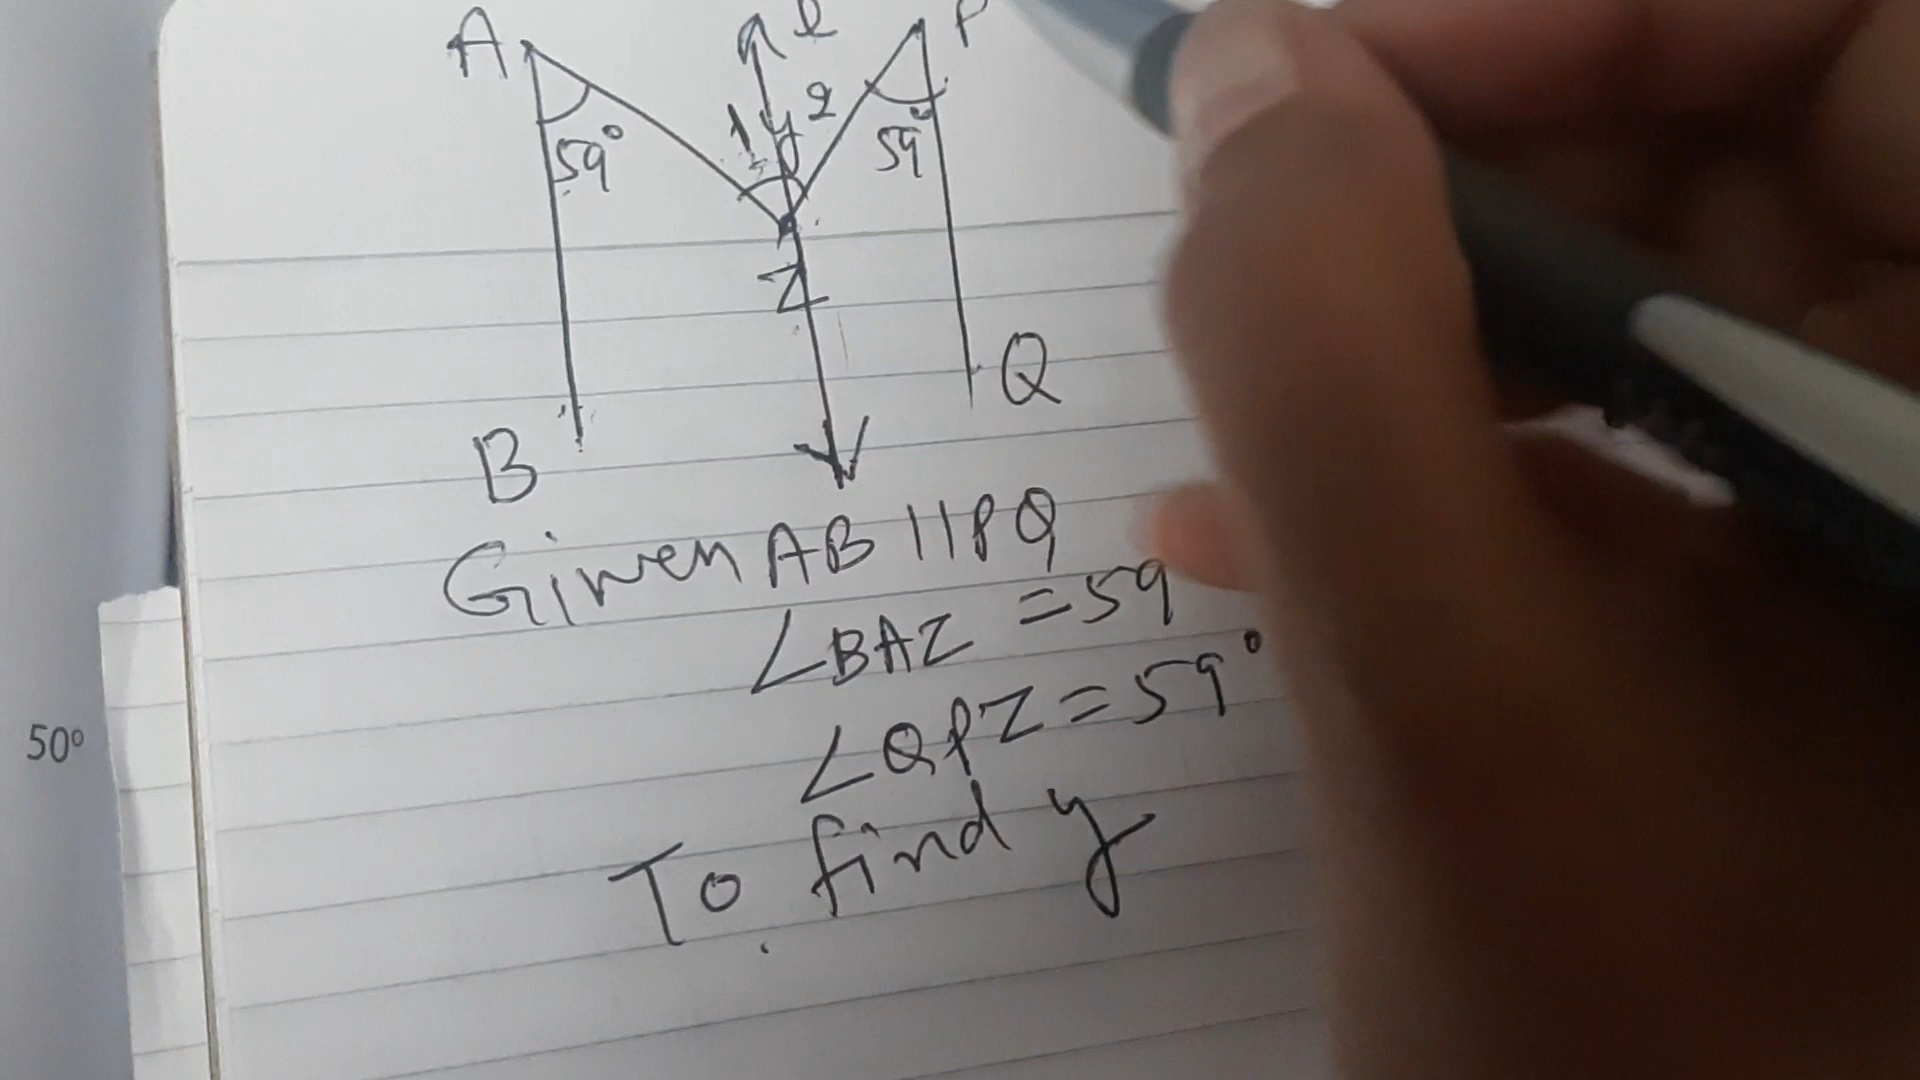 A l P
1 y 2
59° 59°
Z
Q
B
Given AB || PQ
∠BAZ = 59
∠QPZ = 59°
50°
To find y